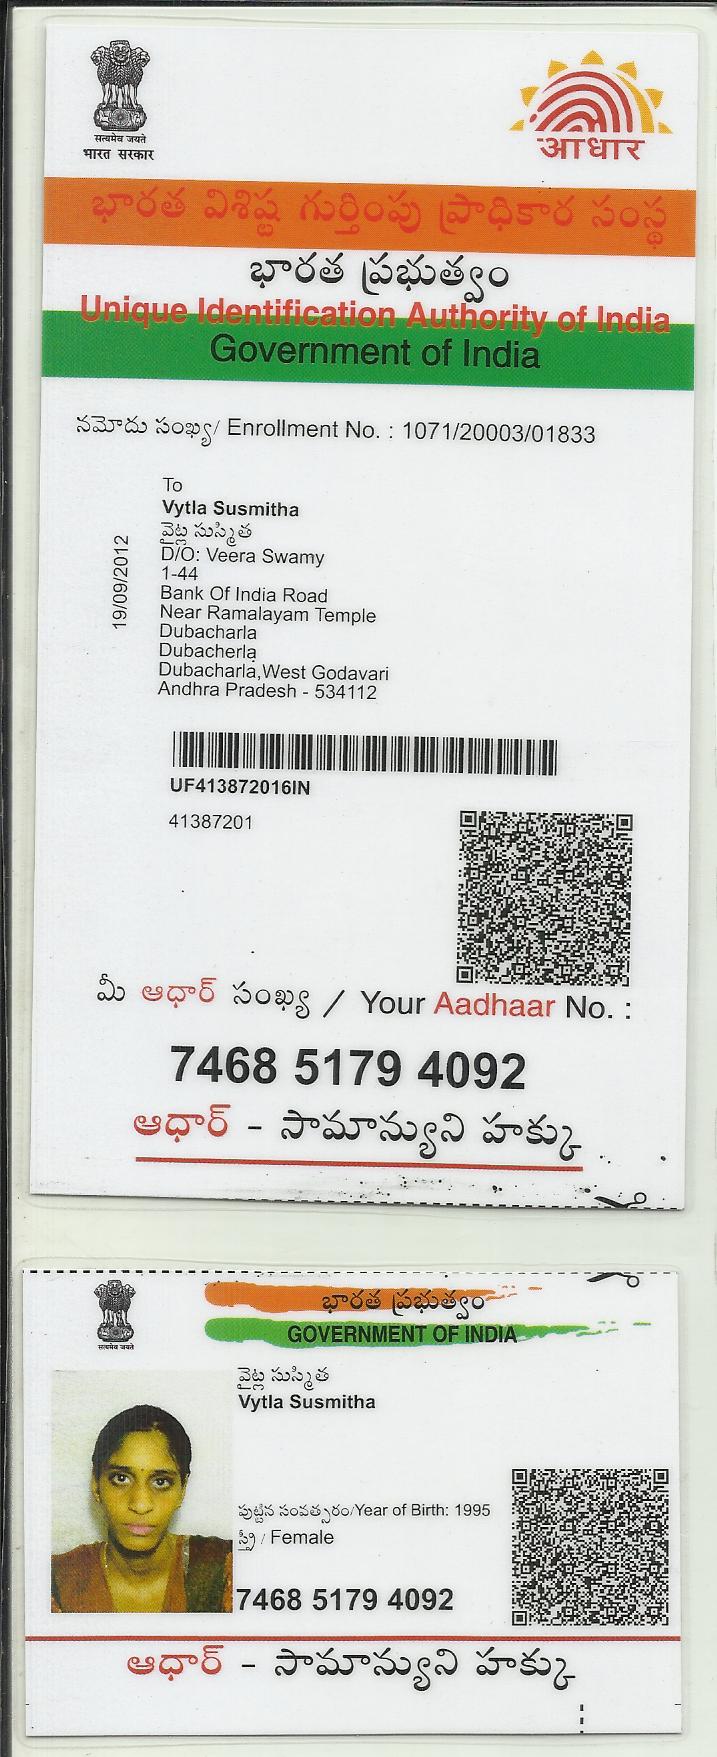 सत्यमेव जयते
भारत सरकार
आधार
భారత విశిష్ట గుర్తింపు ప్రాధికార సంస్థ
భారత ప్రభుత్వం
Unique Identification Authority of India
Government of India
నమోదు సంఖ్య/ Enrollment No. : 1071/20003/01833
To
Vytla Susmitha
వైట్ల సుస్మిత
D/O: Veera Swamy
1-44
Bank Of India Road
Near Ramalayam Temple
Dubacharla
Dubacherla
Dubacharla,West Godavari
Andhra Pradesh - 534112
19/09/2012
UF413872016IN
41387201
మీ ఆధార్ సంఖ్య / Your Aadhaar No. :
7468 5179 4092
ఆధార్ - సామాన్యుని హక్కు
सत्यमेव जयते
భారత ప్రభుత్వం
GOVERNMENT OF INDIA
వైట్ల సుస్మిత
Vytla Susmitha
పుట్టిన సంవత్సరం/Year of Birth: 1995
స్త్రీ / Female
7468 5179 4092
ఆధార్ - సామాన్యుని హక్కు